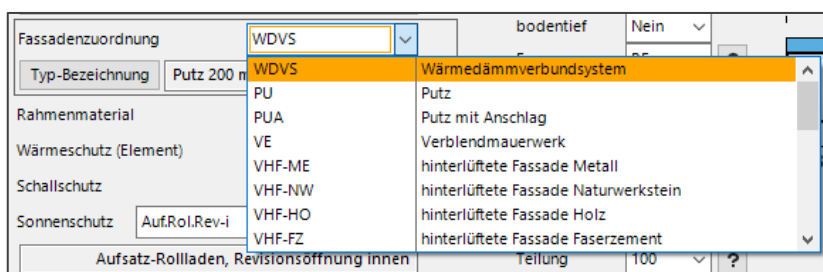 bodentief Nein
Fassadenzuordnung WDVS
Typ-Bezeichnung Putz 200 m
WDVS Wärmedämmverbundsystem
PU Putz
Rahmenmaterial
PUA Putz mit Anschlag
VE Verblendmauerwerk
Wärmeschutz (Element)
VHF-ME hinterlüftete Fassade Metall
Schallschutz
VHF-NW hinterlüftete Fassade Naturwerkstein
Sonnenschutz Auf.Rol.Rev-i
VHF-HO hinterlüftete Fassade Holz
VHF-FZ hinterlüftete Fassade Faserzement
Aufsatz-Rollladen, Revisionsöffnung innen Teilung 100 ?